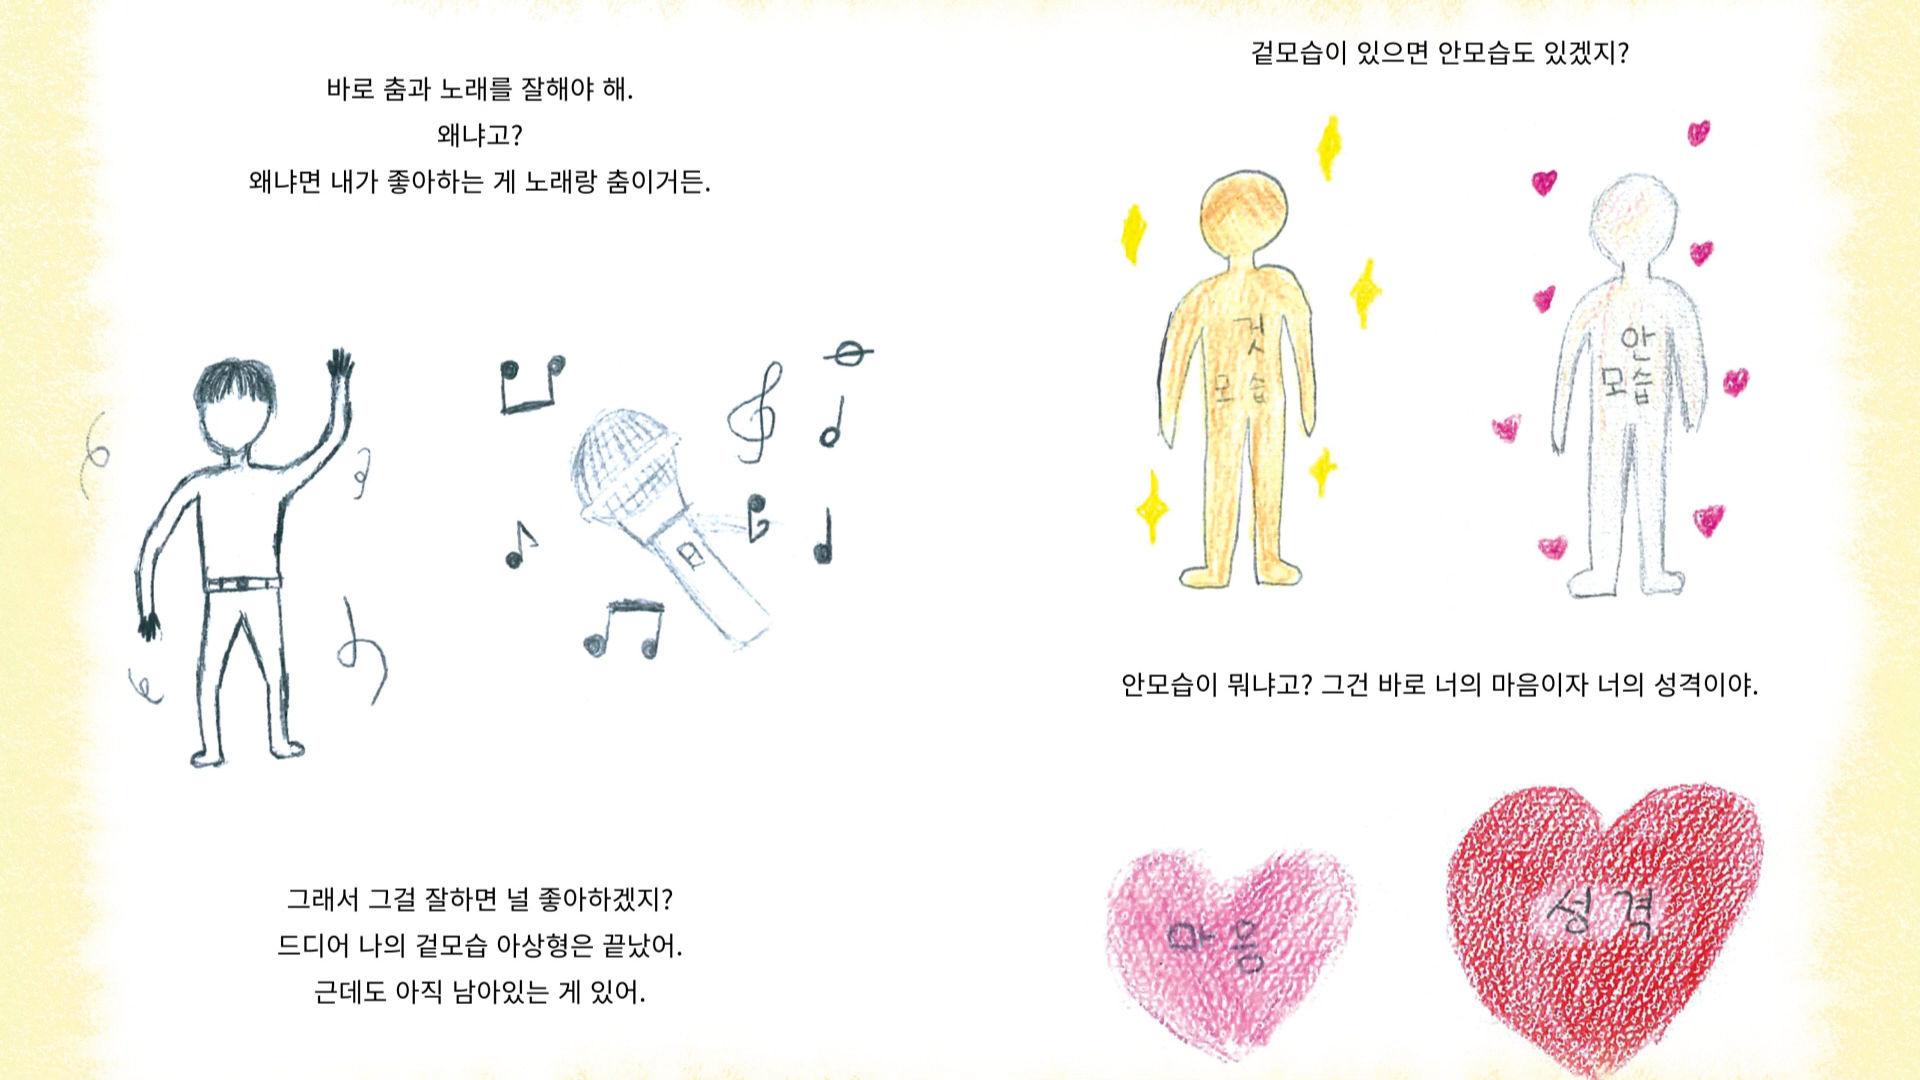 바로 춤과 노래를 잘해야 해.
왜냐고?
왜냐면 내가 좋아하는 게 노래랑 춤이거든.
그래서 그걸 잘하면 널 좋아하겠지?
드디어 나의 겉모습 아상형은 끝났어.
근데도 아직 남아있는 게 있어.
겉모습이 있으면 안모습도 있겠지?
것
모습
안
모습
안모습이 뭐냐고? 그건 바로 너의 마음이자 너의 성격이야.
마음
성격